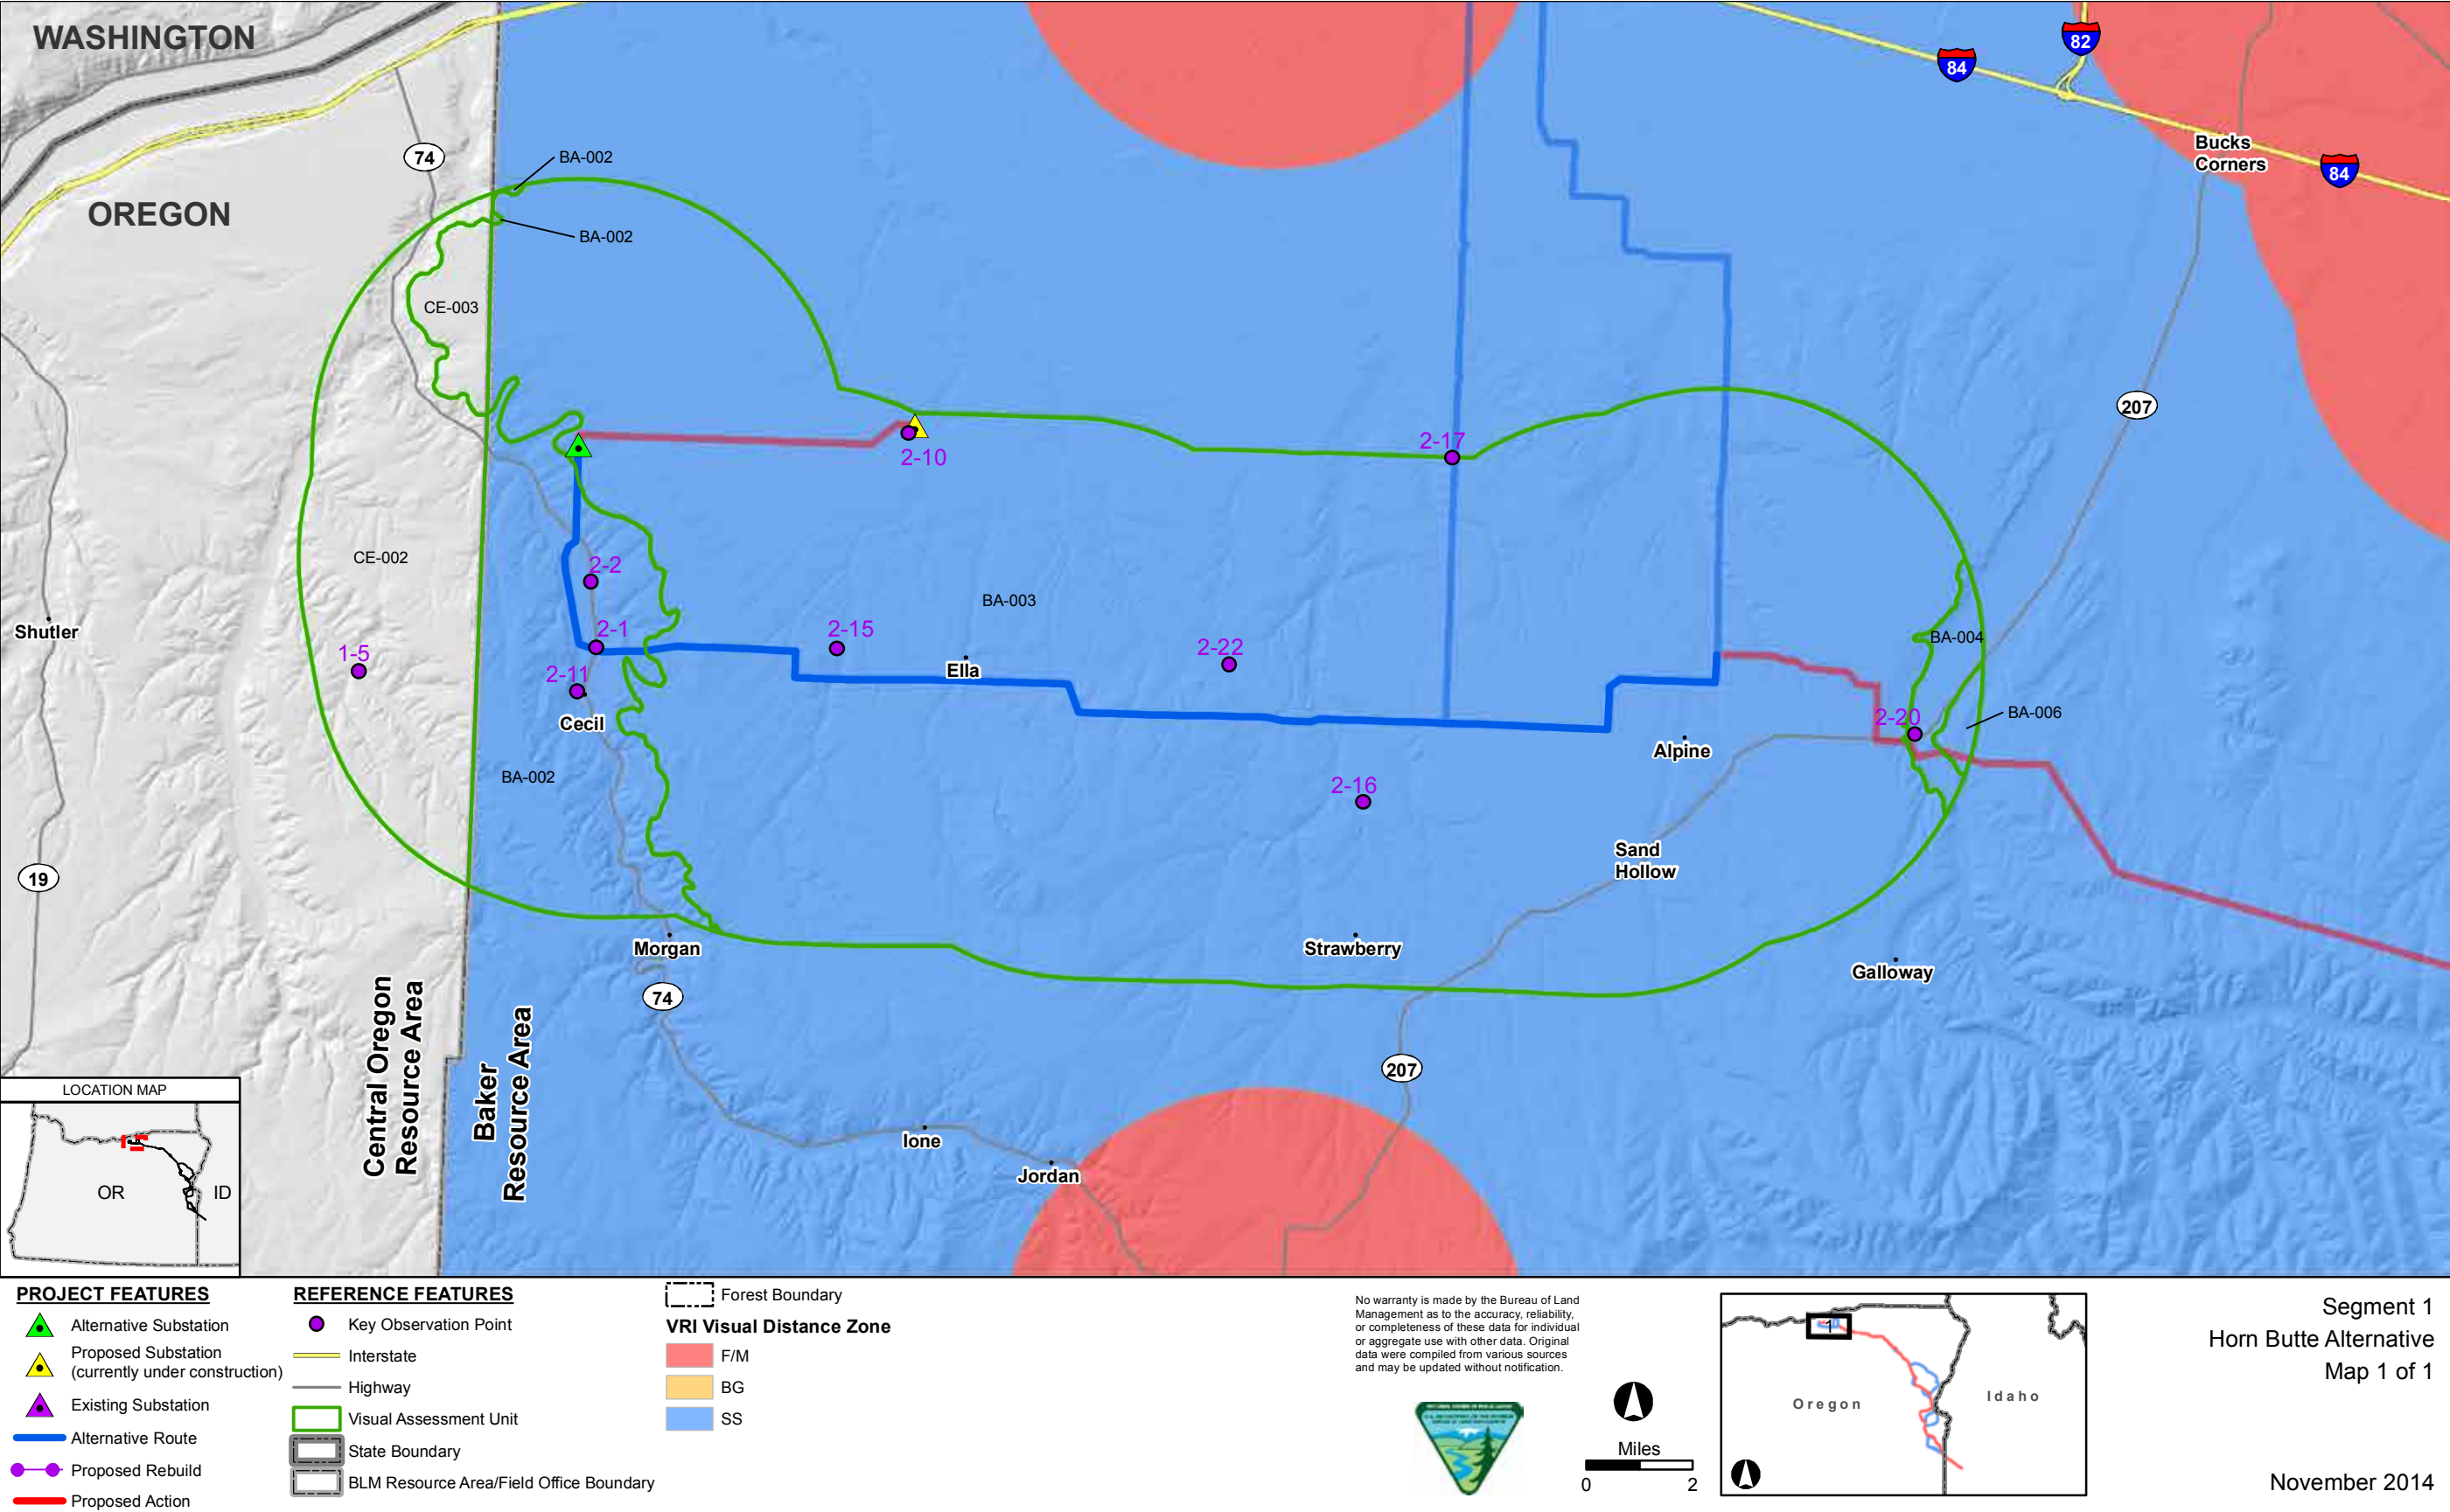 WASHINGTON
OREGON
74
BA-002
BA-002
CE-003
82
84
Bucks
Corners
84
207
2-10
2-17
CE-002
2-2
BA-003
Shutler
2-1
2-15
1-5
2-22
2-11
Ella
Cecil
BA-004
2-20
BA-006
Alpine
BA-002
2-16
Sand
Hollow
19
Morgan
Strawberry
Galloway
74
207
Central Oregon
Resource Area
Baker
Resource Area
Ione
Jordan
LOCATION MAP
OR
ID
PROJECT FEATURES
Alternative Substation
Proposed Substation
(currently under construction)
Existing Substation
Alternative Route
Proposed Rebuild
Proposed Action
REFERENCE FEATURES
Key Observation Point
Interstate
Highway
Visual Assessment Unit
State Boundary
BLM Resource Area/Field Office Boundary
Forest Boundary
VRI Visual Distance Zone
F/M
BG
SS
No warranty is made by the Bureau of Land
Management as to the accuracy, reliability,
or completeness of these data for individual
or aggregate use with other data. Original
data were compiled from various sources
and may be updated without notification.
Miles
0 2
1
Oregon
Idaho
Segment 1
Horn Butte Alternative
Map 1 of 1
November 2014